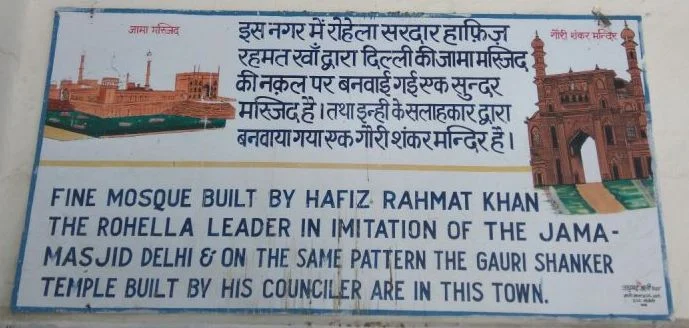 जामा मस्जिद
इस नगर में रोहेला सरदार हाफ़िज़
रहमत खाँ द्वारा दिल्ली की जामा मस्जिद
की नक़ल पर बनवाई गई एक सुन्दर
मस्जिद है। तथा इन्ही के सलाहकार द्वारा
बनवाया गया एक गौरी शंकर मन्दिर है।
गौरी शंकर मन्दिर
FINE MOSQUE BUILT BY HAFIZ RAHMAT KHAN
THE ROHELLA LEADER IN IMITATION OF THE JAMA-
MASJID DELHI & ON THE SAME PATTERN THE GAURI SHANKER
TEMPLE BUILT BY HIS COUNCILER ARE IN THIS TOWN.